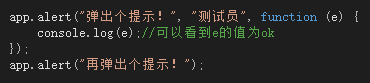 app.alert("弹出个提示！", "测试员", function (e) {
    console.log(e);//可以看到e的值为ok
});
app.alert("再弹出个提示！");